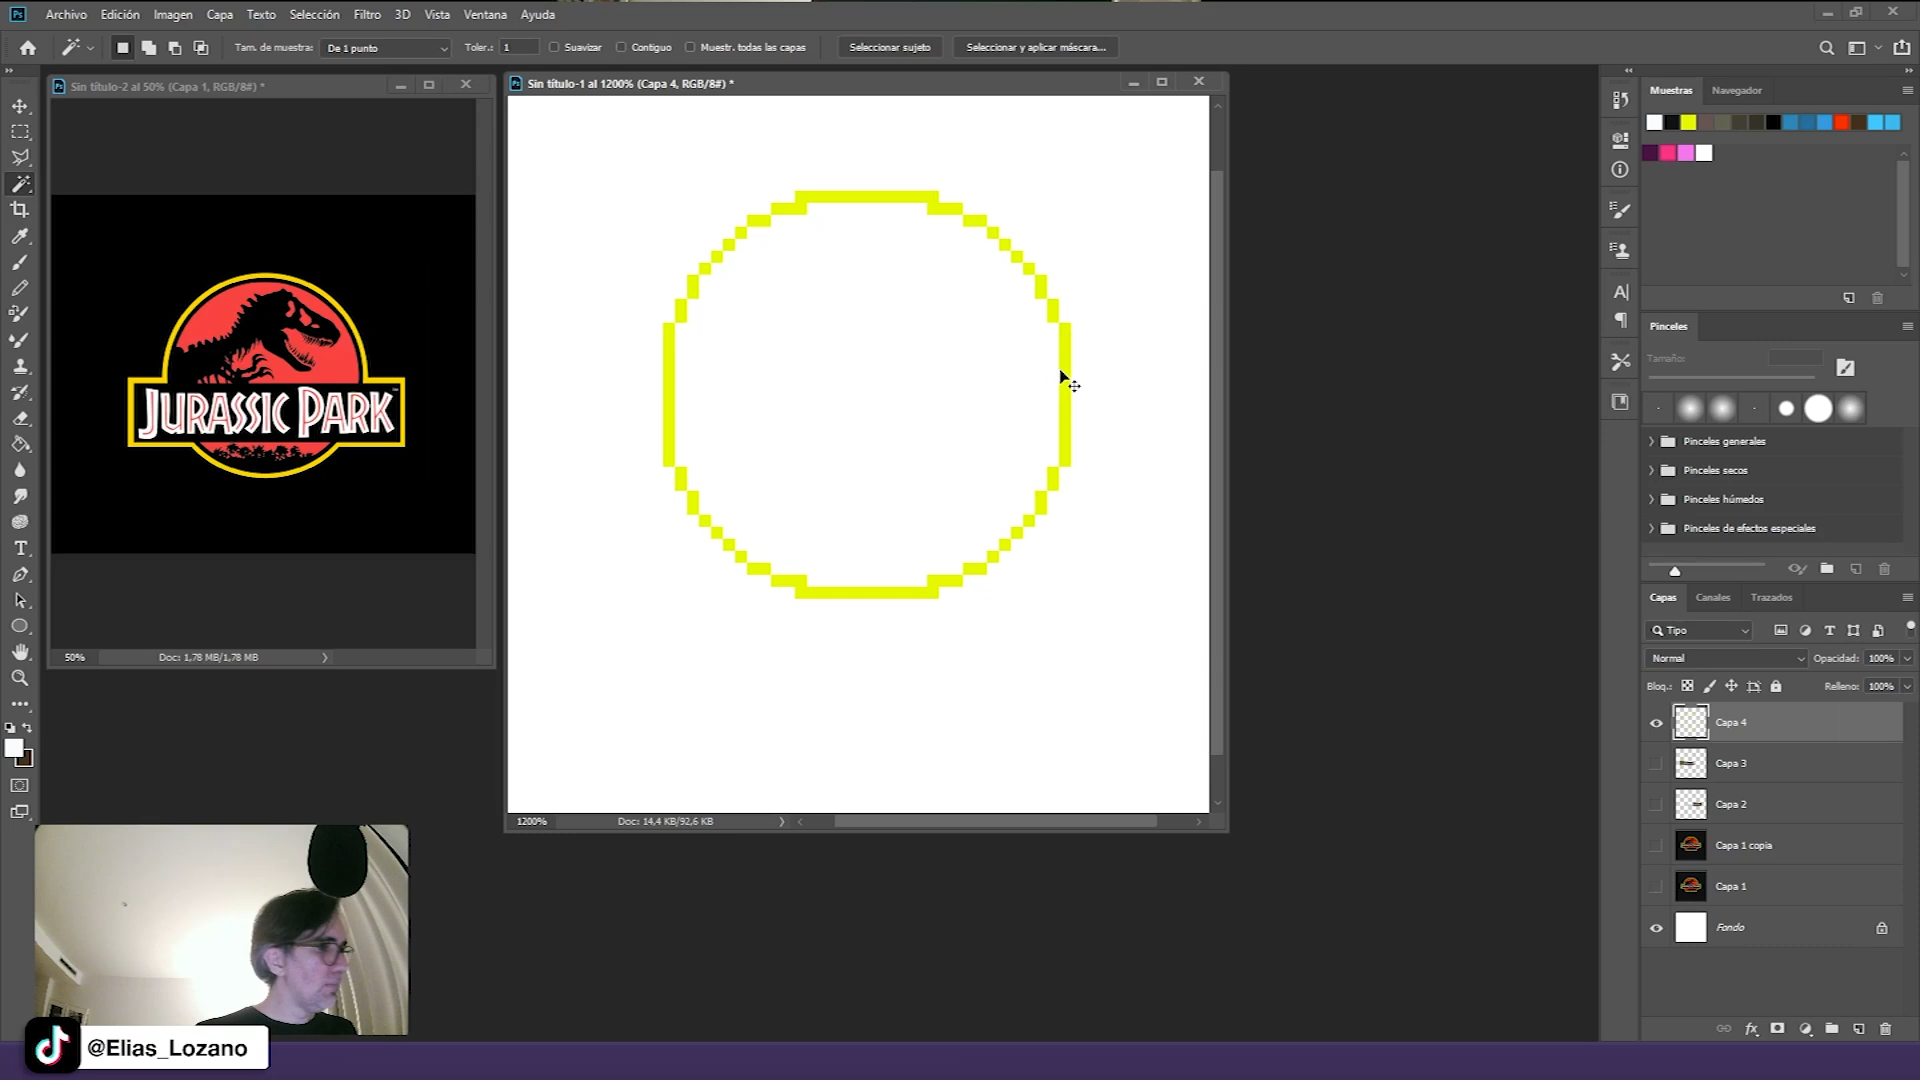 Ps Archivo Edición Imagen Capa Texto Selección Filtro 3D Vista Ventana Ayuda
Tam. de muestra: De 1 punto Toler.: 1 Suavizar Contiguo Muestr. todas las capas Seleccionar sujeto Seleccionar y aplicar máscara...
Sin título-2 al 50% (Capa 1, RGB/8#) *
JURASSIC PARK
50% Doc: 1,78 MB/1,78 MB
Sin título-1 al 1200% (Capa 4, RGB/8#) *
1200% Doc: 14,4 KB/92,6 KB
Muestras Navegador
Pinceles
Tamaño:
Pinceles generales
Pinceles secos
Pinceles húmedos
Pinceles de efectos especiales
Capas Canales Trazados
Tipo
Normal Opacidad: 100%
Bloq.: Relleno: 100%
Capa 4
Capa 3
Capa 2
Capa 1 copia
Capa 1
Fondo
@Elias_Lozano